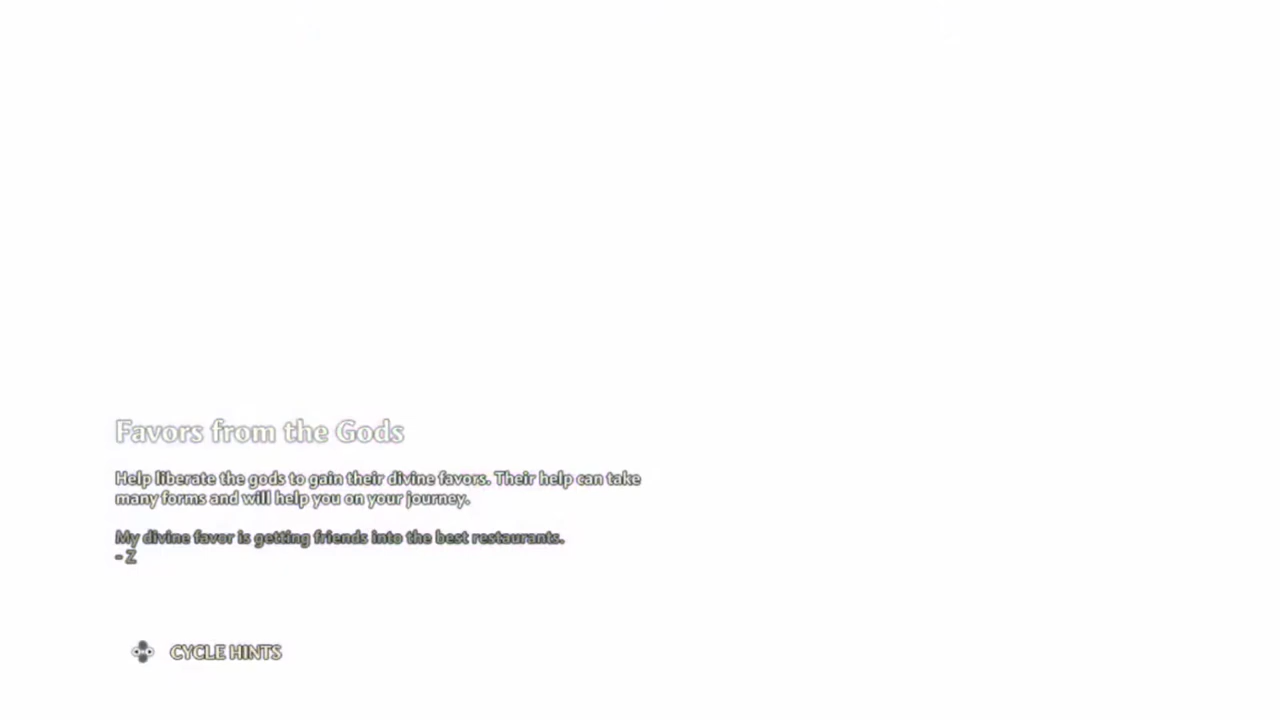 Favors from the Gods
Help liberate the gods to gain their divine favors. Their help can take
many forms and will help you on your journey.
My divine favor is getting friends into the best restaurants.
- Z
CYCLE HINTS